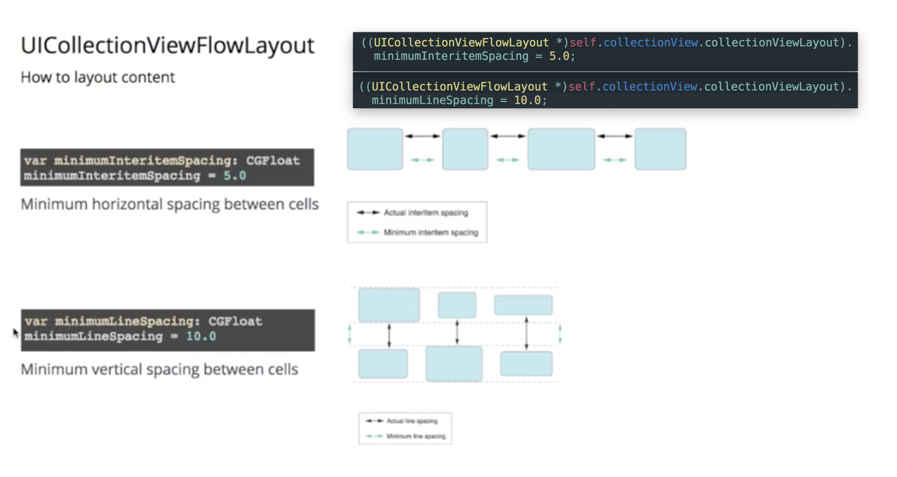 UICollectionViewFlowLayout
How to layout content
((UICollectionViewFlowLayout *)self.collectionView.collectionViewLayout).
minimumInteritemSpacing = 5.0;
((UICollectionViewFlowLayout *)self.collectionView.collectionViewLayout).
minimumLineSpacing = 10.0;
var minimumInteritemSpacing: CGFloat
minimumInteritemSpacing = 5.0
Minimum horizontal spacing between cells
Actual interitem spacing
Minimum interitem spacing
var minimumLineSpacing: CGFloat
minimumLineSpacing = 10.0
Minimum vertical spacing between cells
Actual line spacing
Minimum line spacing